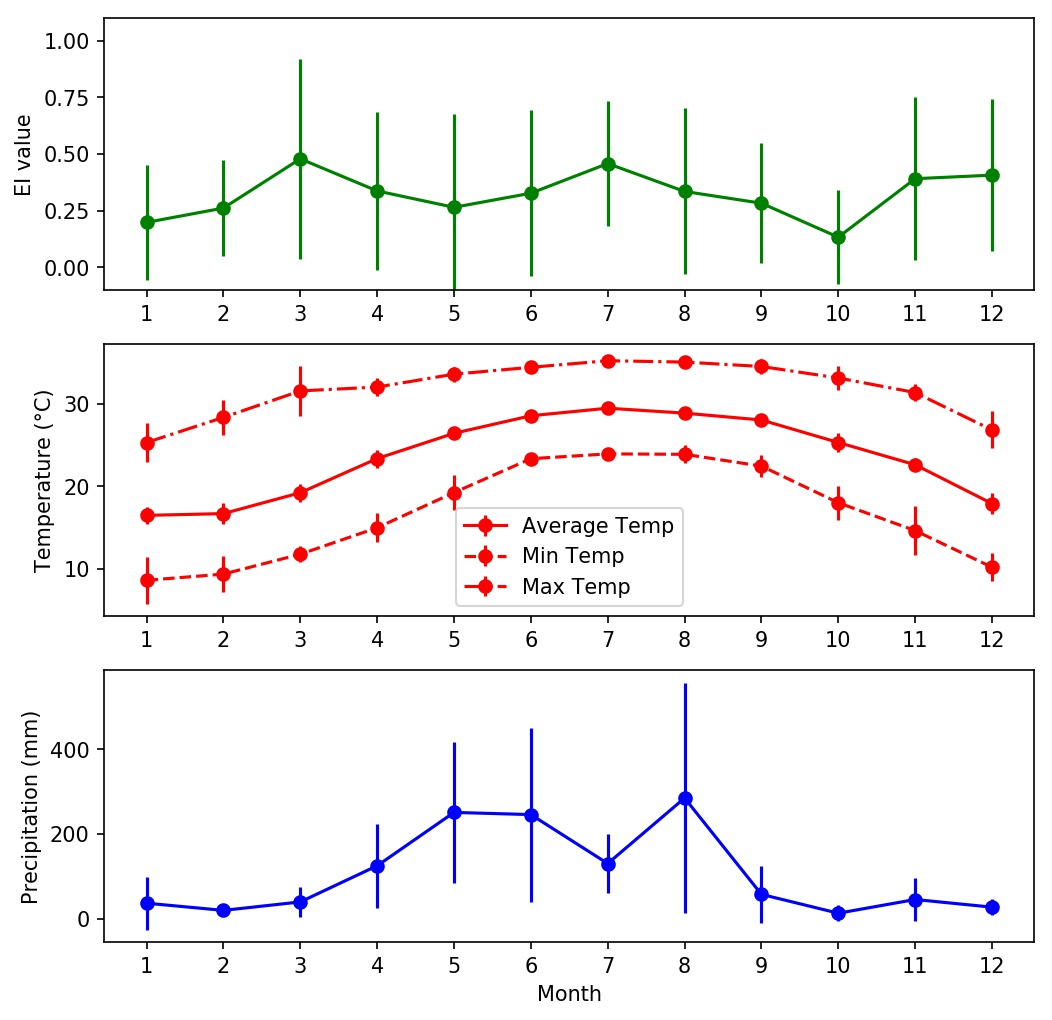 EI value
1.00
0.75
0.50
0.25
0.00
1 2 3 4 5 6 7 8 9 10 11 12
Temperature (°C)
30
20
10
Average Temp
Min Temp
Max Temp
1 2 3 4 5 6 7 8 9 10 11 12
Precipitation (mm)
400
200
0
1 2 3 4 5 6 7 8 9 10 11 12
Month